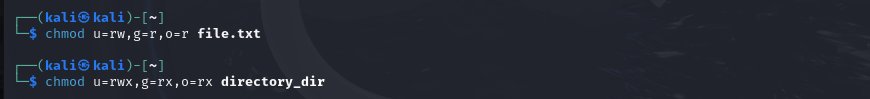 ┌──(kali㉿kali)-[~]
└─$ chmod u=rw,g=r,o=r file.txt
┌──(kali㉿kali)-[~]
└─$ chmod u=rwx,g=rx,o=rx directory_dir